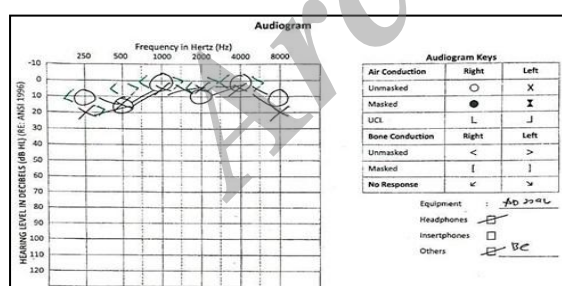 Audiogram
Frequency in Hertz (Hz)
250 500 1000 2000 4000 8000
HEARING LEVEL IN DECIBELS (dB HL) (RE: ANSI 1996)
-10
0
10
20
30
40
50
60
70
80
90
100
110
120
Audiogram Keys
Air Conduction Right Left
Unmasked O X
Masked
UCL
Bone Conduction Right Left
Unmasked < >
Masked [ ]
No Response ↙ ↘
Equipment :
Headphones
Insertphones
Others BC